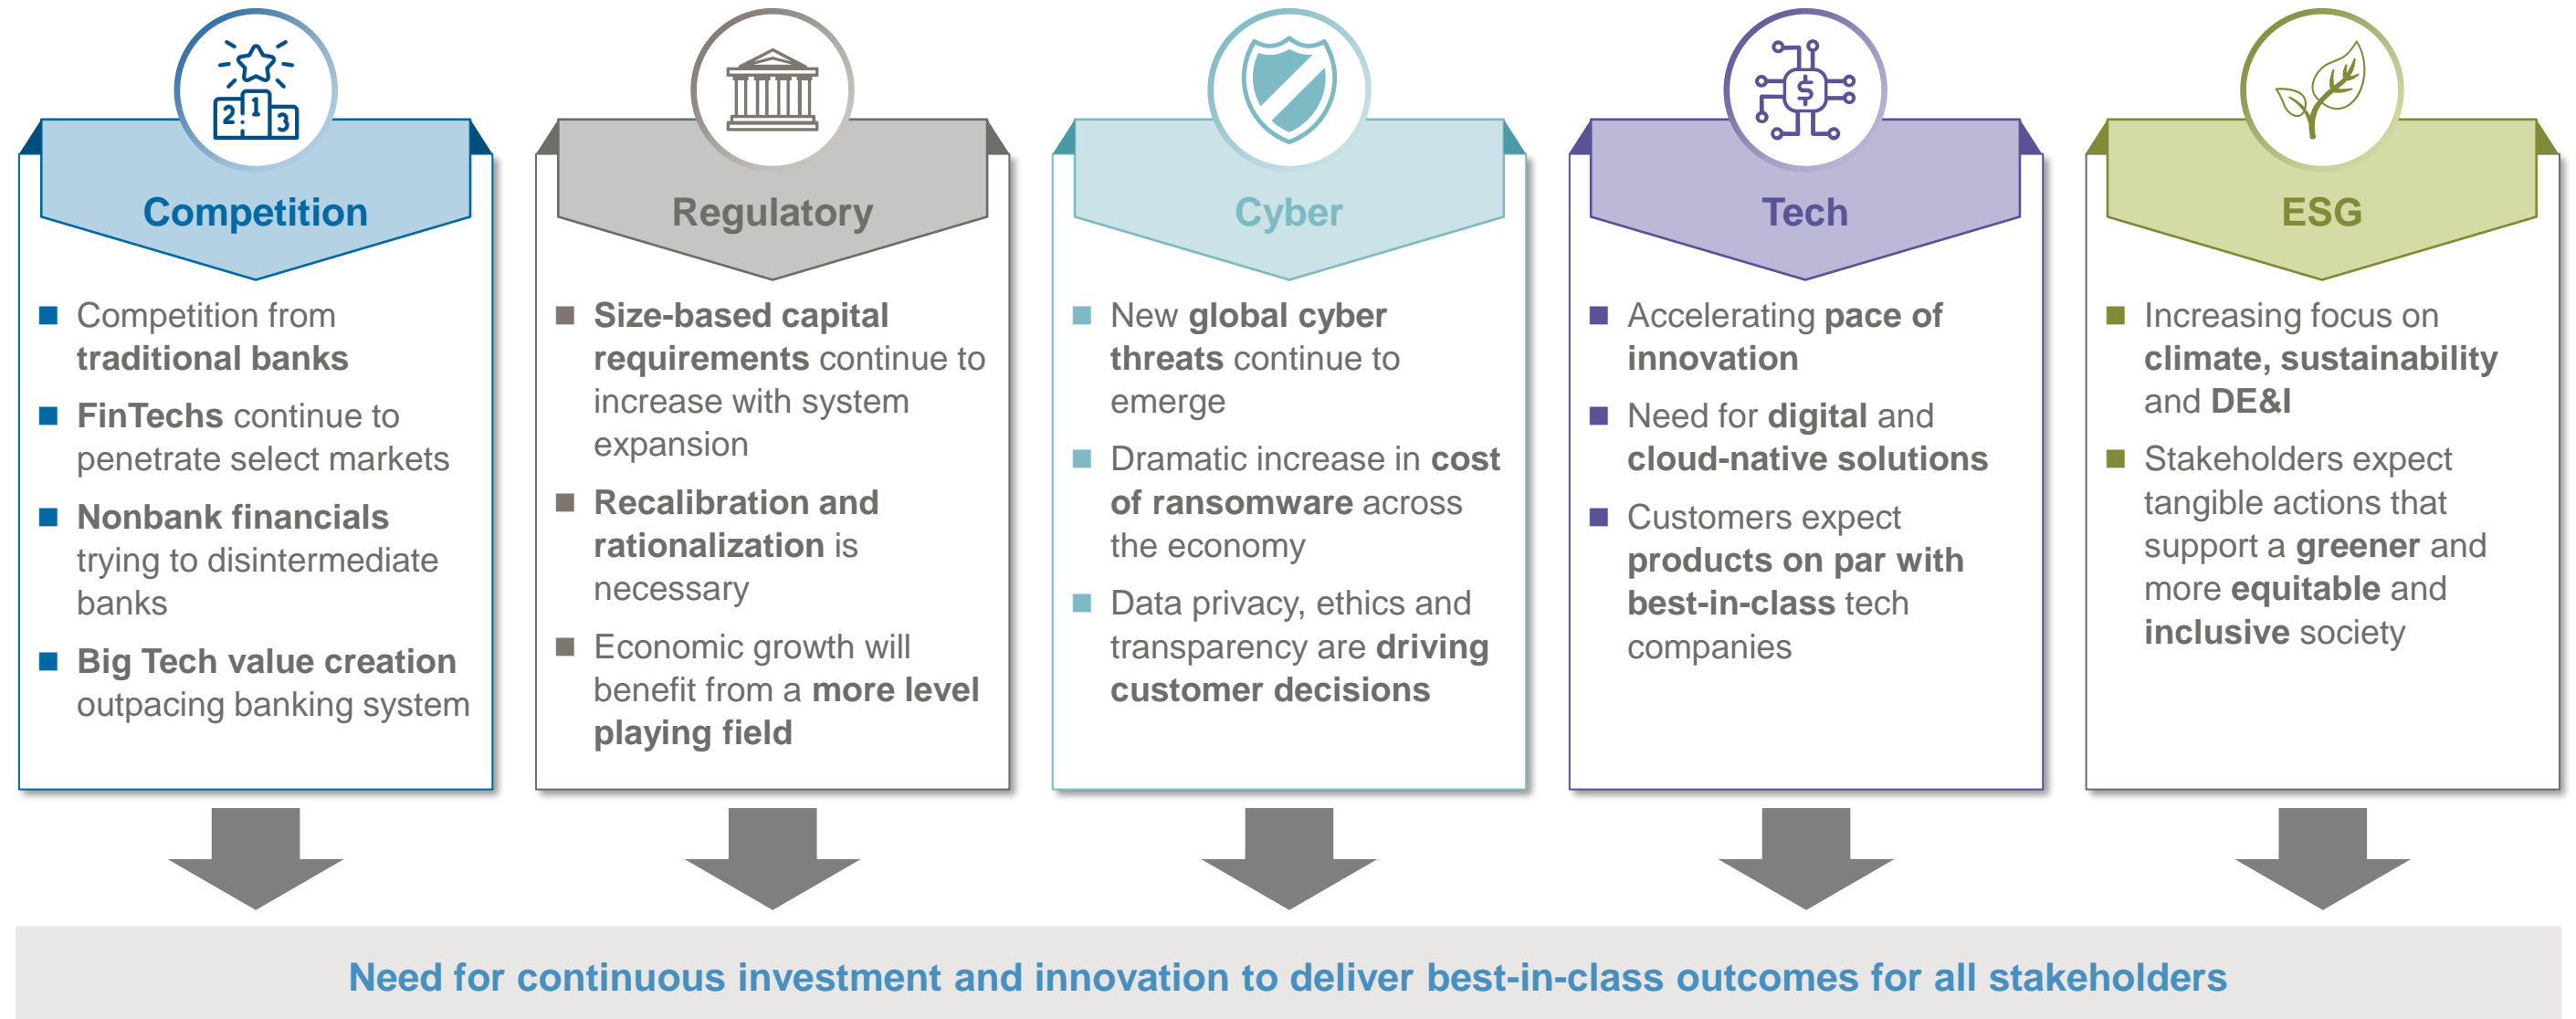 2 1 3
Competition
Competition from
traditional banks
FinTechs continue to
penetrate select markets
Nonbank financials
trying to disintermediate
banks
Big Tech value creation
outpacing banking system
Regulatory
Size-based capital
requirements continue to
increase with system
expansion
Recalibration and
rationalization is
necessary
Economic growth will
benefit from a more level
playing field
Cyber
New global cyber
threats continue to
emerge
Dramatic increase in cost
of ransomware across
the economy
Data privacy, ethics and
transparency are driving
customer decisions
$
Tech
Accelerating pace of
innovation
Need for digital and
cloud-native solutions
Customers expect
products on par with
best-in-class tech
companies
ESG
Increasing focus on
climate, sustainability
and DE&I
Stakeholders expect
tangible actions that
support a greener and
more equitable and
inclusive society
Need for continuous investment and innovation to deliver best-in-class outcomes for all stakeholders